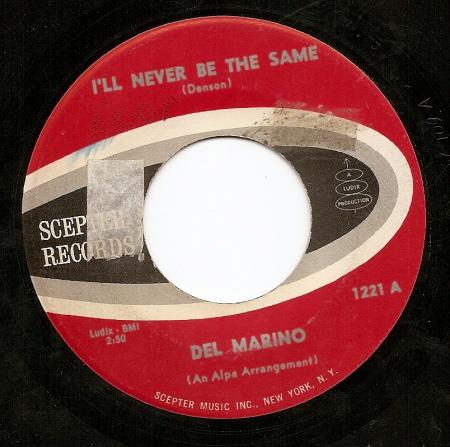 I'LL NEVER BE THE SAME
(Denson)
A
LUDIX
PRODUCTION
SCEPTER
RECORDS
1221 A
Ludix - BMI
2:50
DEL MARINO
(An Alpa Arrangement)
SCEPTER MUSIC INC., NEW YORK, N. Y.